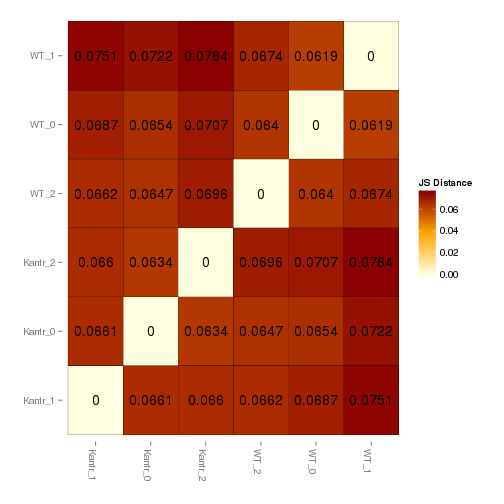 WT_1 0.0751 0.0722 0.0764 0.0674 0.0619 0
WT_0 0.0687 0.0654 0.0707 0.064 0 0.0619
WT_2 0.0662 0.0647 0.0696 0 0.064 0.0674
Kantr_2 0.066 0.0634 0 0.0696 0.0707 0.0764
Kantr_0 0.0661 0 0.0634 0.0647 0.0654 0.0722
Kantr_1 0 0.0661 0.066 0.0662 0.0687 0.0751
Kantr_1 Kantr_0 Kantr_2 WT_2 WT_0 WT_1
JS Distance
0.06
0.04
0.02
0.00